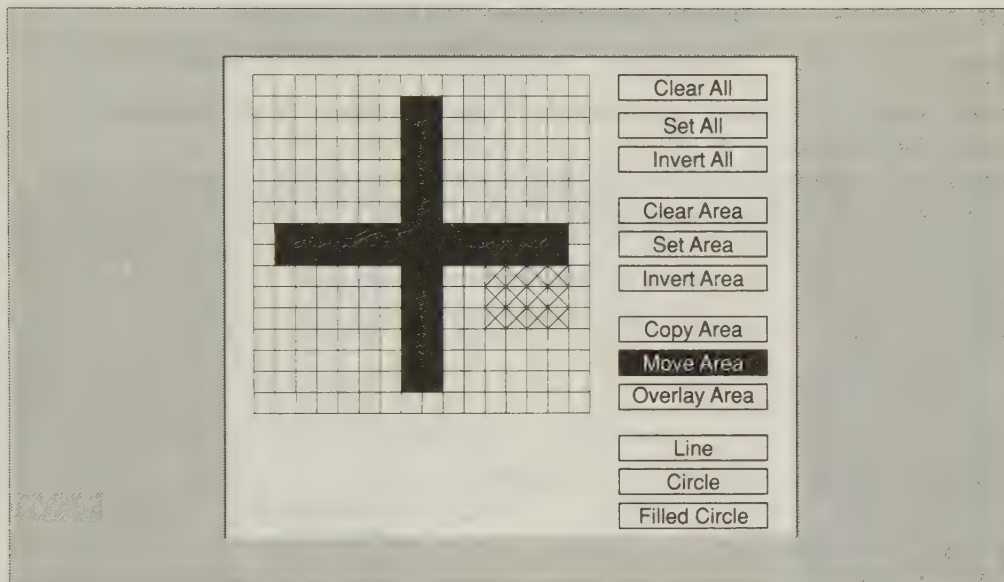 Clear All
Set All
Invert All
Clear Area
Set Area
Invert Area
Copy Area
Move Area
Overlay Area
Line
Circle
Filled Circle